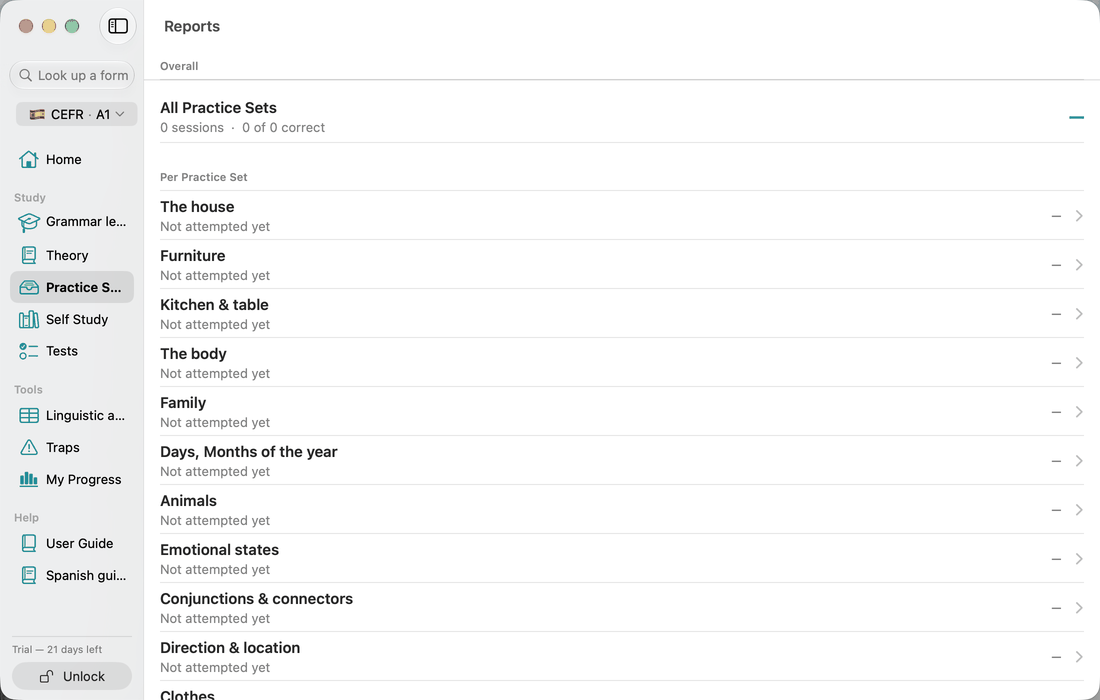 Reports
Look up a form
CEFR · A1
Home
Study
Grammar le...
Theory
Practice S...
Self Study
Tests
Tools
Linguistic a...
Traps
My Progress
Help
User Guide
Spanish gui...
Trial — 21 days left
Unlock
Overall
All Practice Sets
0 sessions · 0 of 0 correct
—
Per Practice Set
The house
Not attempted yet
–
Furniture
Not attempted yet
–
Kitchen & table
Not attempted yet
–
The body
Not attempted yet
–
Family
Not attempted yet
–
Days, Months of the year
Not attempted yet
–
Animals
Not attempted yet
–
Emotional states
Not attempted yet
–
Conjunctions & connectors
Not attempted yet
–
Direction & location
Not attempted yet
–
Clothes